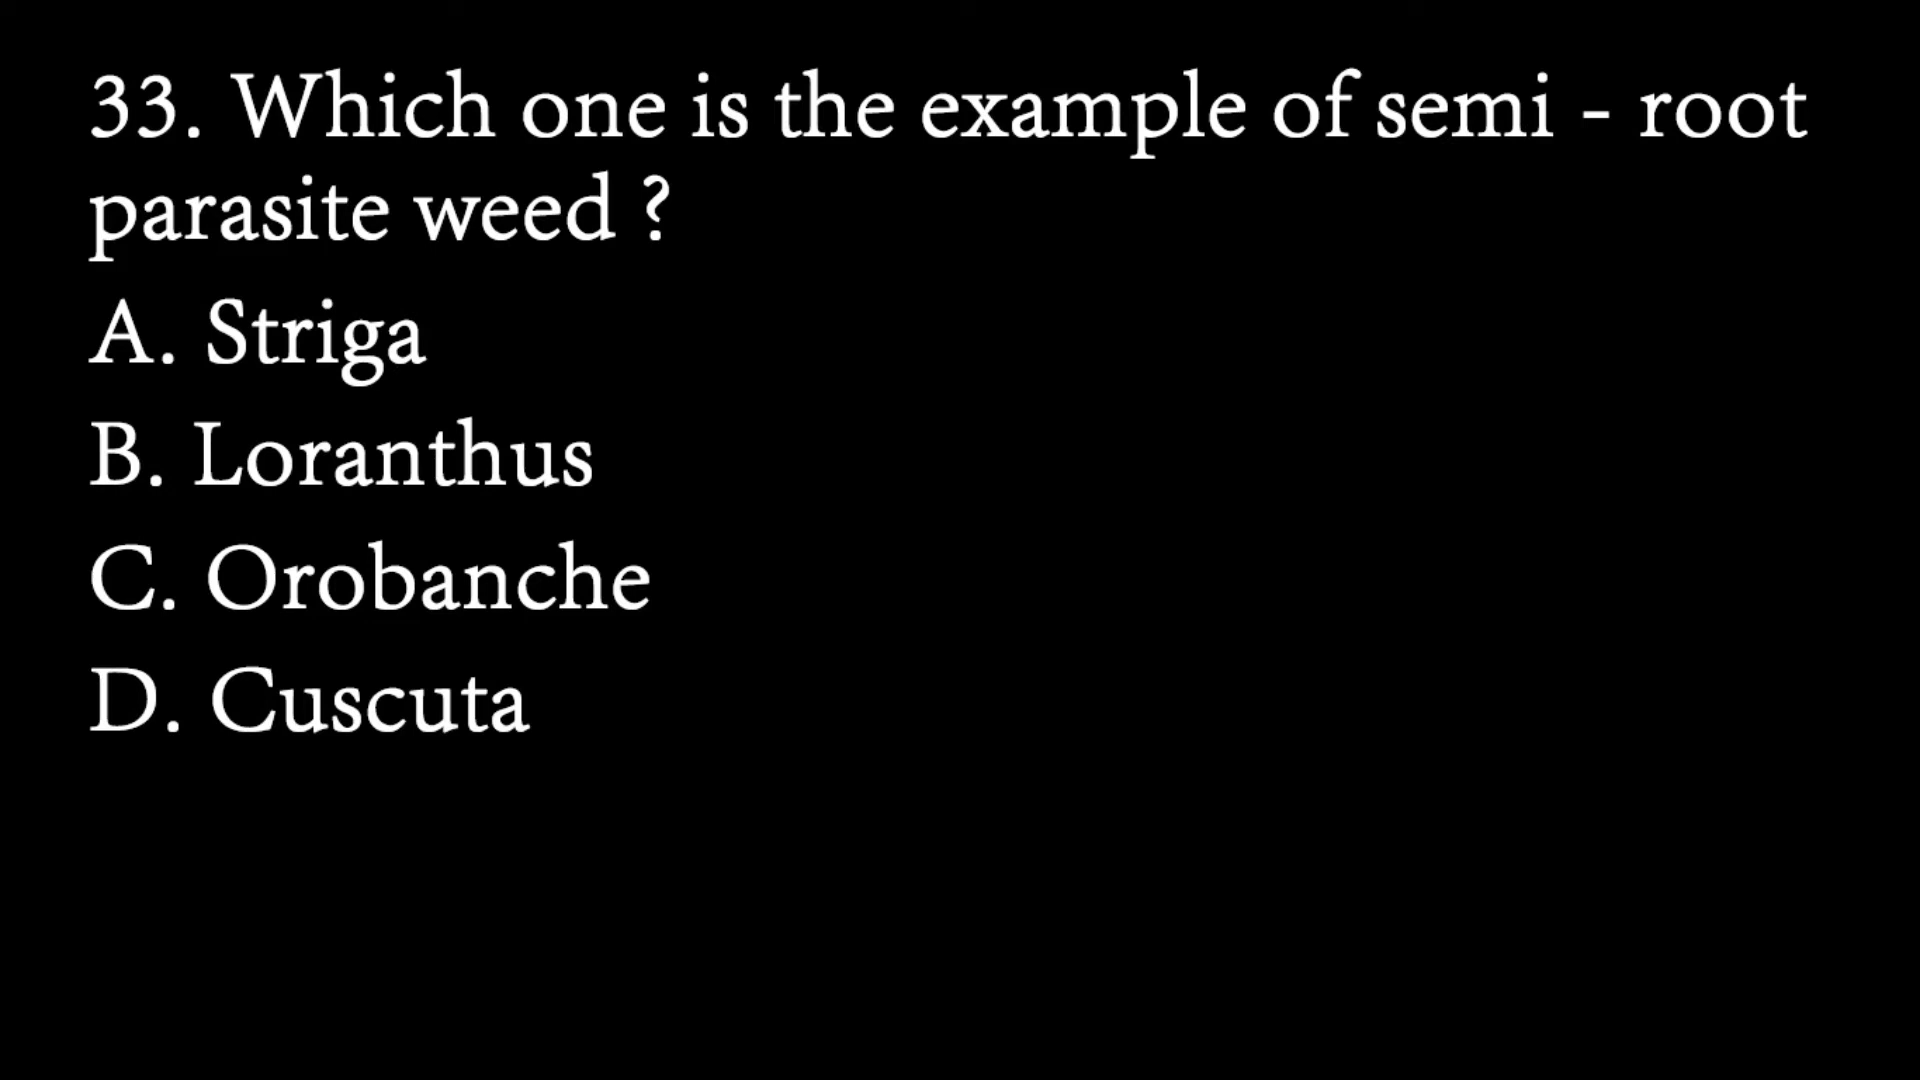 33. Which one is the example of semi - root
parasite weed ?
A. Striga
B. Loranthus
C. Orobanche
D. Cuscuta